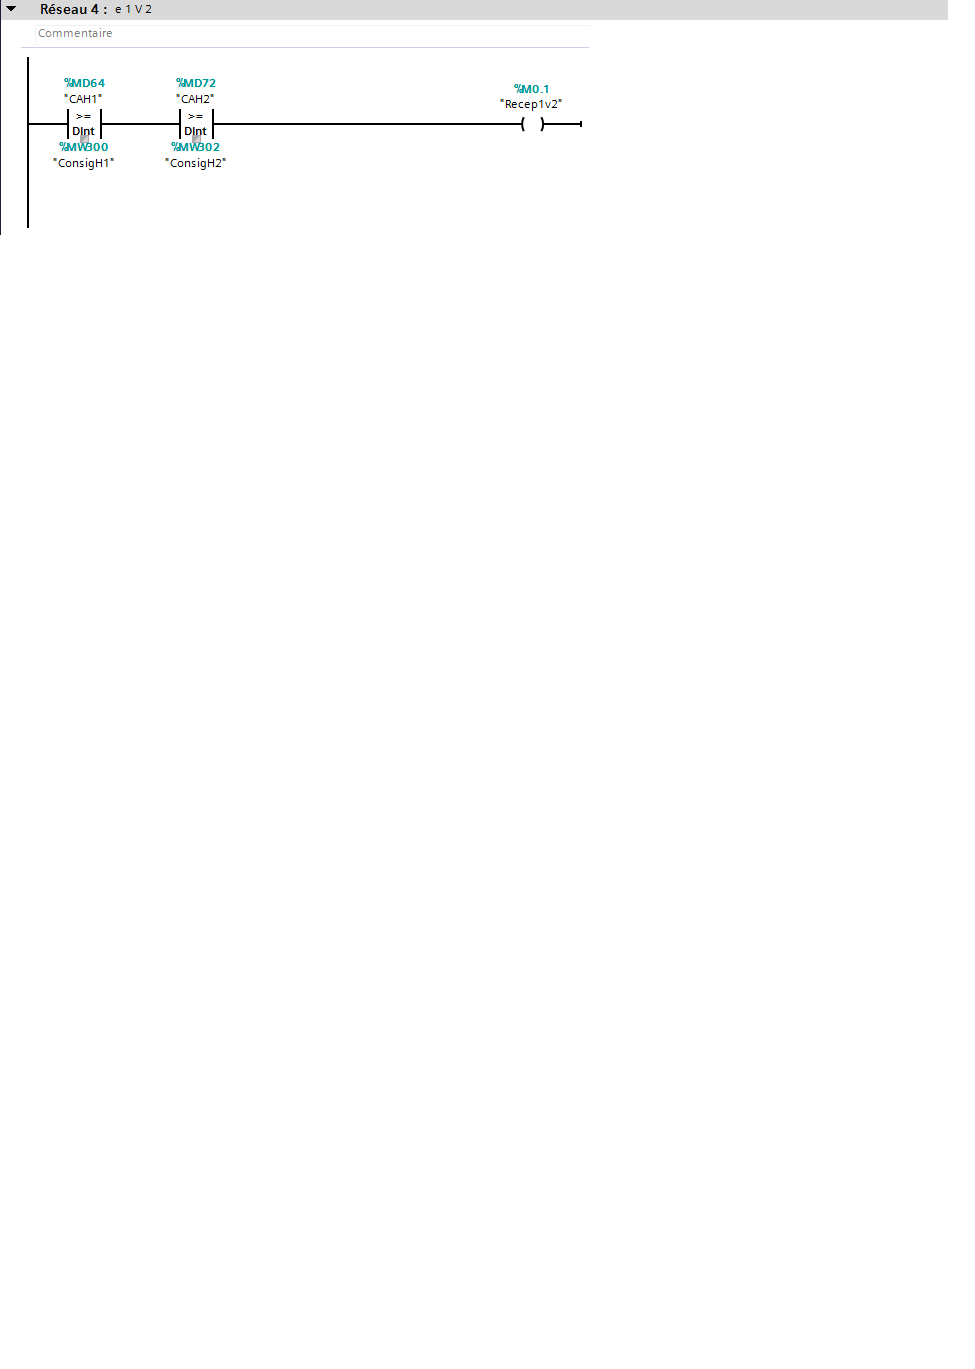 Réseau 4 : e 1 V 2
Commentaire
%MD64
"CAH1"
>=
DInt
%MW300
"ConsigH1"
%MD72
"CAH2"
>=
DInt
%MW302
"ConsigH2"
%M0.1
"Recep1v2"
( )